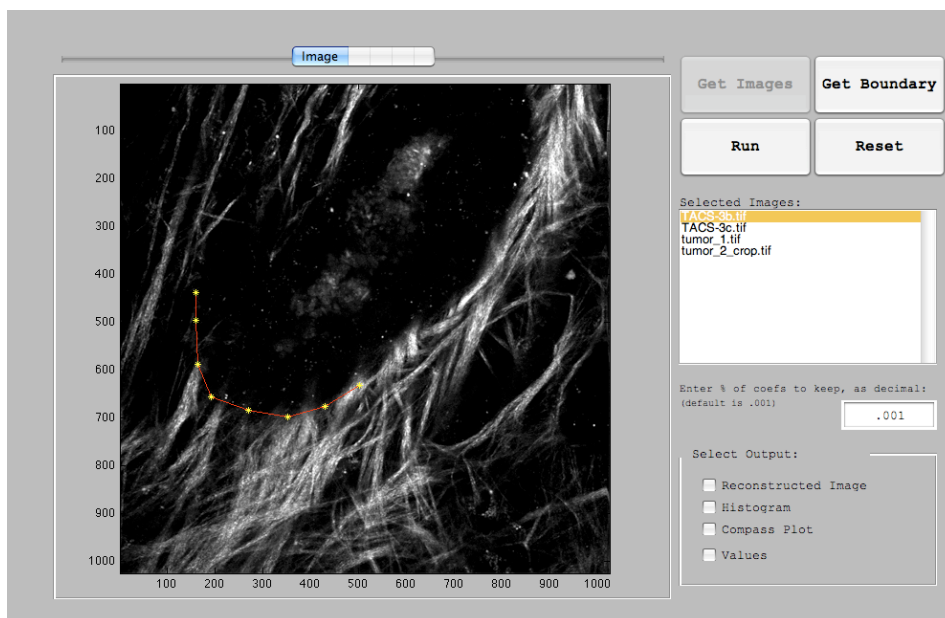 Image
Get Images
Get Boundary
Run
Reset
Selected Images:
TACS-3b.tif
TACS-3c.tif
tumor_1.tif
tumor_2_crop.tif
Enter % of coefs to keep, as decimal:
(default is .001)
.001
Select Output:
Reconstructed Image
Histogram
Compass Plot
Values
100
200
300
400
500
600
700
800
900
1000
100 200 300 400 500 600 700 800 900 1000